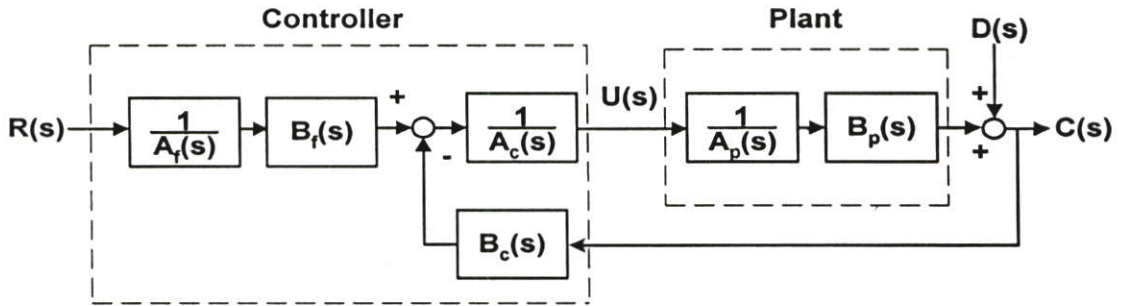 Controller
Plant
D(s)
R(s)
1
A_f(s)
B_f(s)
+
-
1
A_c(s)
U(s)
1
A_p(s)
B_p(s)
+
+
C(s)
B_c(s)